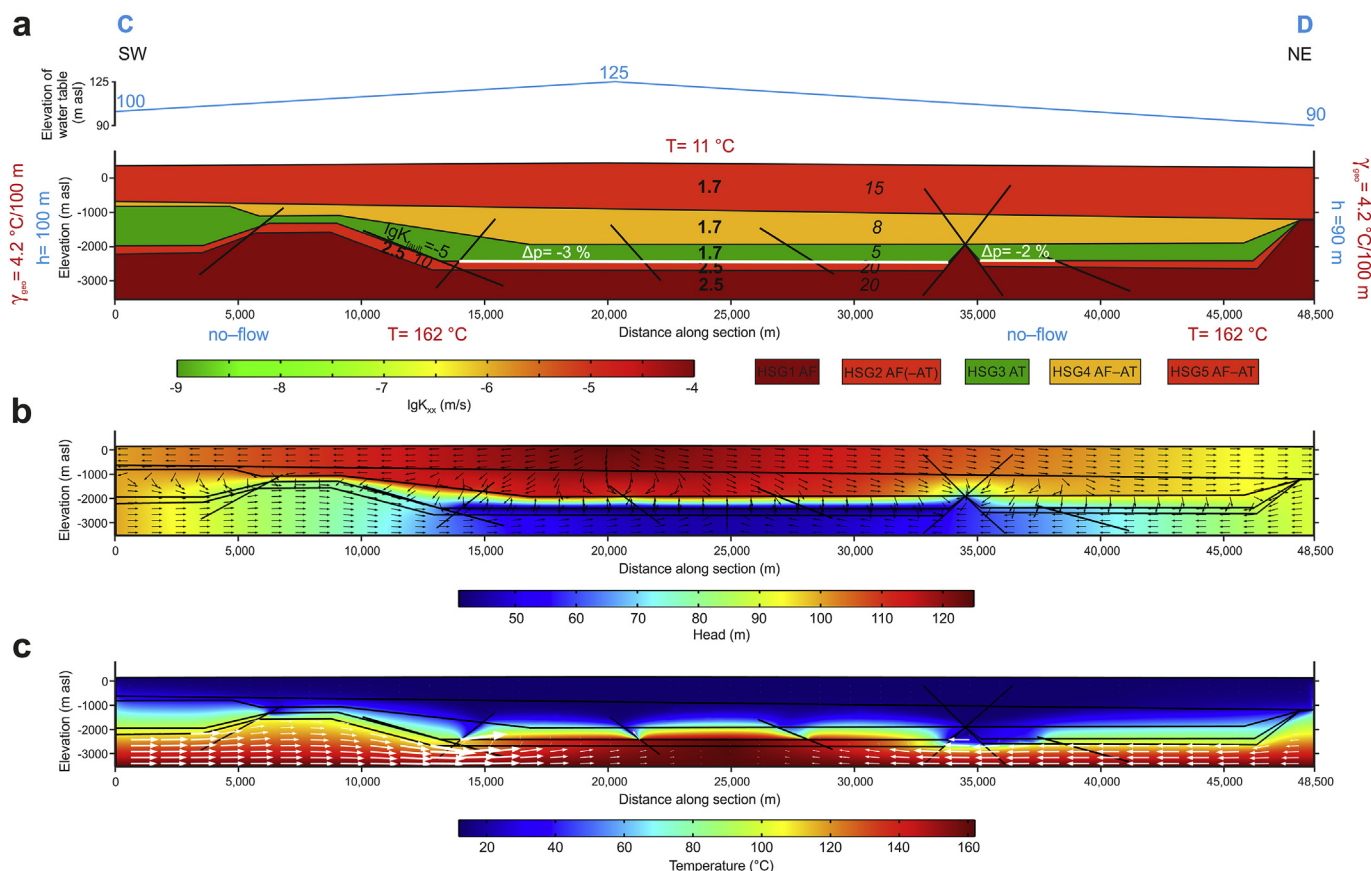 a
C
D
SW
NE
Elevation of
water table
(m asl)
125
90
100
125
90
T= 11 °C
γgeo = 4.2 °C/100 m
h= 100 m
Elevation (m asl)
0
-1000
-2000
-3000
1.7
15
1.7
8
lgKfault=-5
2.5
10
Δp= -3 %
1.7
5
Δp= -2 %
2.5
20
2.5
20
h=90 m
γgeo = 4.2 °C/100 m
0
5,000
10,000
15,000
20,000
25,000
30,000
35,000
40,000
45,000
48,500
Distance along section (m)
no–flow
T= 162 °C
no–flow
T= 162 °C
-9
-8
-7
-6
-5
-4
lgKxx (m/s)
HSG1 AF
HSG2 AF(–AT)
HSG3 AT
HSG4 AF–AT
HSG5 AF–AT
b
Elevation (m asl)
0
-1000
-2000
-3000
0
5,000
10,000
15,000
20,000
25,000
30,000
35,000
40,000
45,000
48,500
Distance along section (m)
50
60
70
80
90
100
110
120
Head (m)
c
Elevation (m asl)
0
-1000
-2000
-3000
0
5,000
10,000
15,000
20,000
25,000
30,000
35,000
40,000
45,000
48,500
Distance along section (m)
20
40
60
80
100
120
140
160
Temperature (°C)